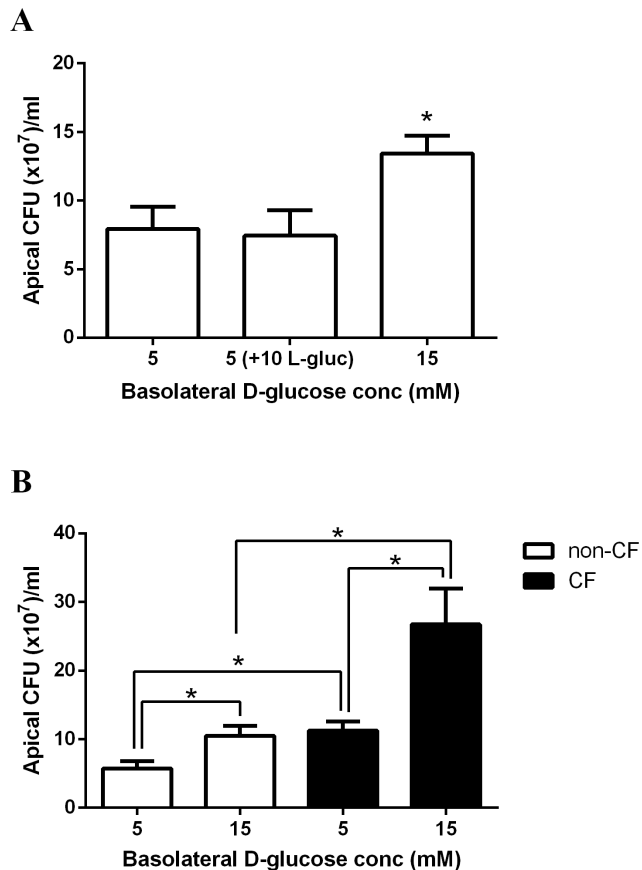 A
20
15
10
5
0
Apical CFU (x10⁷)/ml
*
5 5 (+10 L-gluc) 15
Basolateral D-glucose conc (mM)
B
40
30
20
10
0
Apical CFU (x10⁷)/ml
*
*
*
*
non-CF
CF
5 15 5 15
Basolateral D-glucose conc (mM)